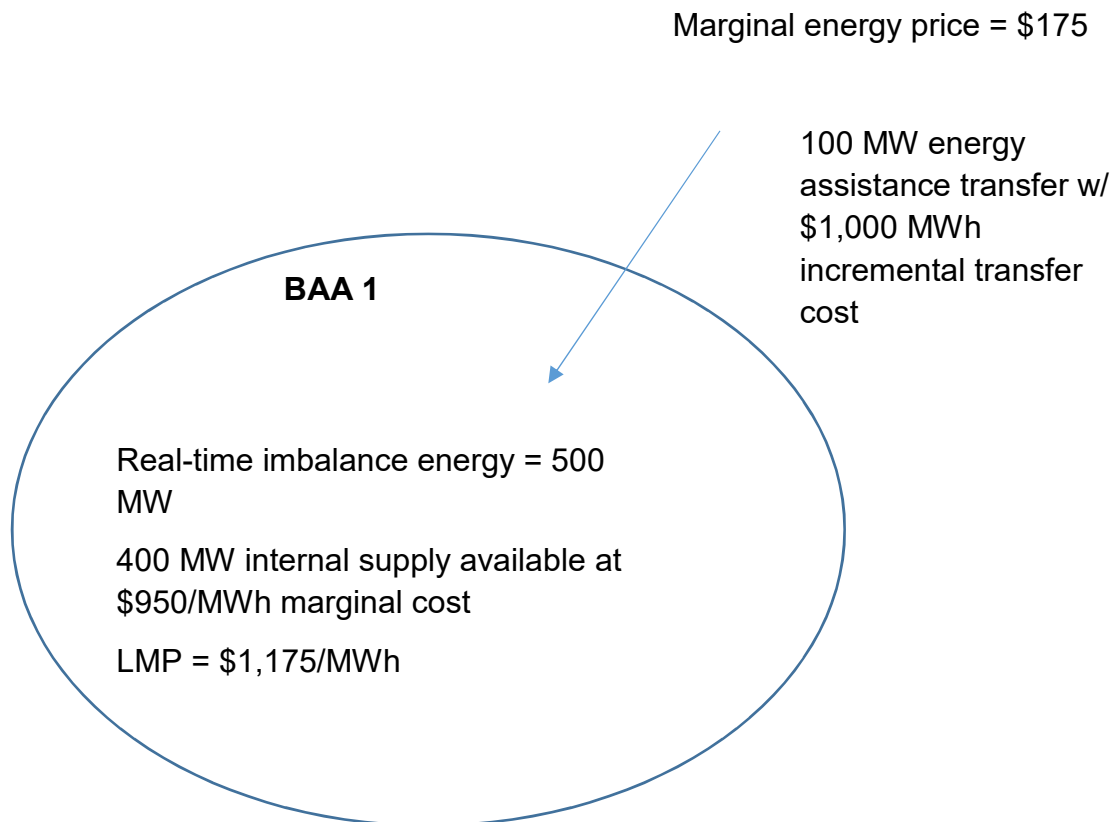 Marginal energy price = $175
100 MW energy
assistance transfer w/
$1,000 MWh
incremental transfer
cost
BAA 1
Real-time imbalance energy = 500
MW
400 MW internal supply available at
$950/MWh marginal cost
LMP = $1,175/MWh